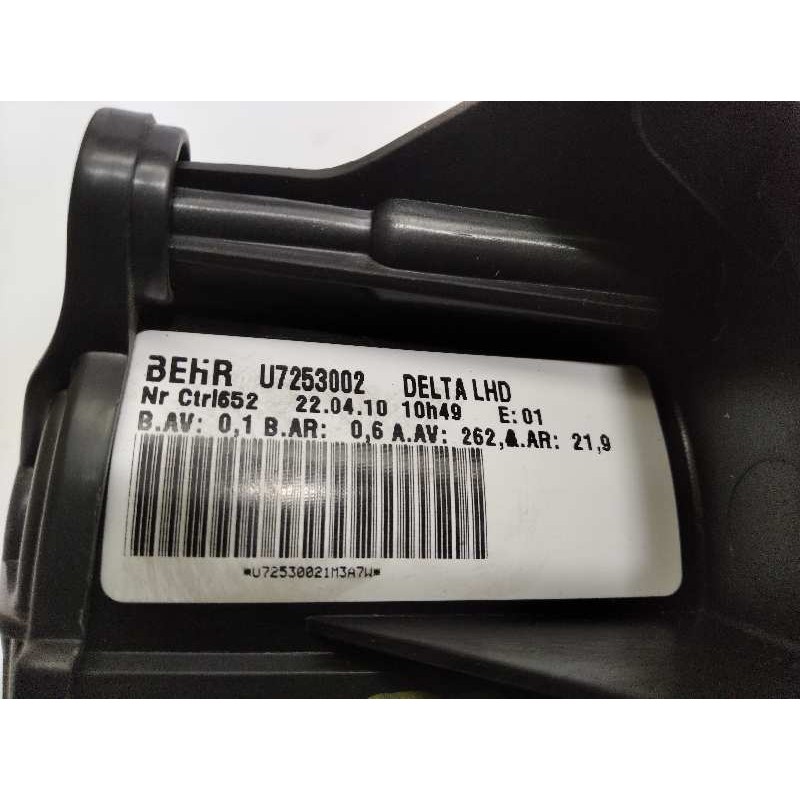 BEHR U7253002 DELTA LHD
Nr Ctrl652 22.04.10 10h49 E: 01
B.AV: 0,1 B.AR: 0,6 A.AV: 262, A.AR: 21,9
*U72530021M3A7W*